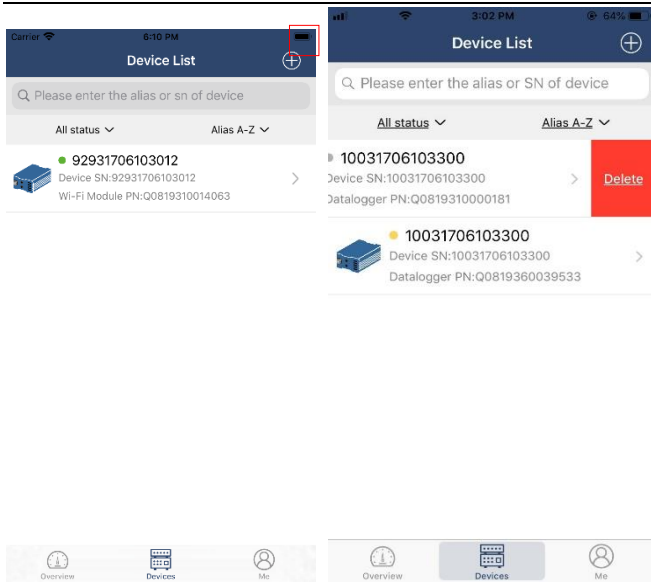 Carrier 6:10 PM
Device List
Please enter the alias or sn of device
All status Alias A-Z
92931706103012
Device SN:92931706103012
Wi-Fi Module PN:Q0819310014063
Overview Devices Me
3:02 PM 64%
Device List
Please enter the alias or SN of device
All status Alias A-Z
10031706103300
Device SN:10031706103300
Datalogger PN:Q0819310000181
Delete
10031706103300
Device SN:10031706103300
Datalogger PN:Q0819360039533
Overview Devices Me